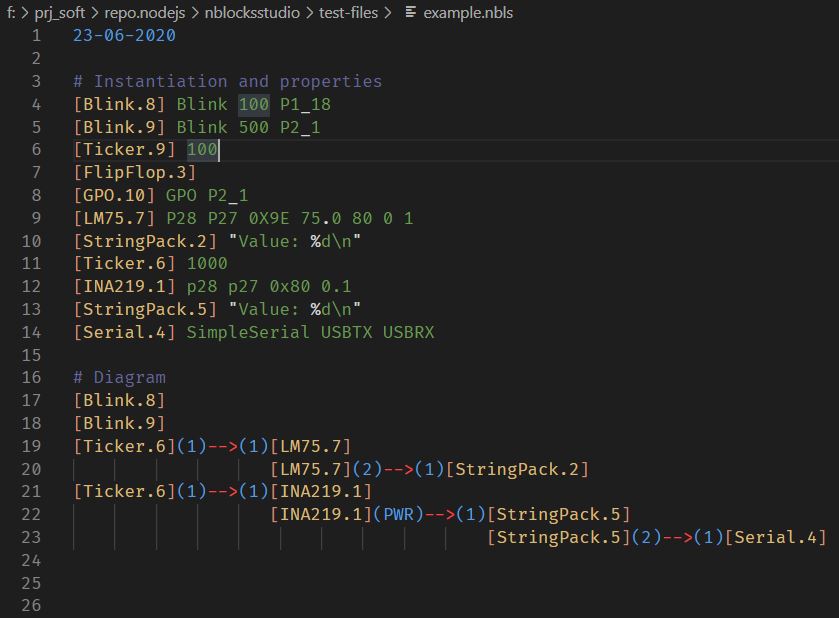 f: > prj_soft > repo.nodejs > nblocksstudio > test-files > example.nbls
1 23-06-2020
2
3 # Instantiation and properties
4 [Blink.8] Blink 100 P1_18
5 [Blink.9] Blink 500 P2_1
6 [Ticker.9] 100
7 [FlipFlop.3]
8 [GPO.10] GPO P2_1
9 [LM75.7] P28 P27 0X9E 75.0 80 0 1
10 [StringPack.2] "Value: %d\n"
11 [Ticker.6] 1000
12 [INA219.1] p28 p27 0x80 0.1
13 [StringPack.5] "Value: %d\n"
14 [Serial.4] SimpleSerial USBTX USBRX
15
16 # Diagram
17 [Blink.8]
18 [Blink.9]
19 [Ticker.6](1)-->(1)[LM75.7]
20 [LM75.7](2)-->(1)[StringPack.2]
21 [Ticker.6](1)-->(1)[INA219.1]
22 [INA219.1](PWR)-->(1)[StringPack.5]
23 [StringPack.5](2)-->(1)[Serial.4]
24
25
26